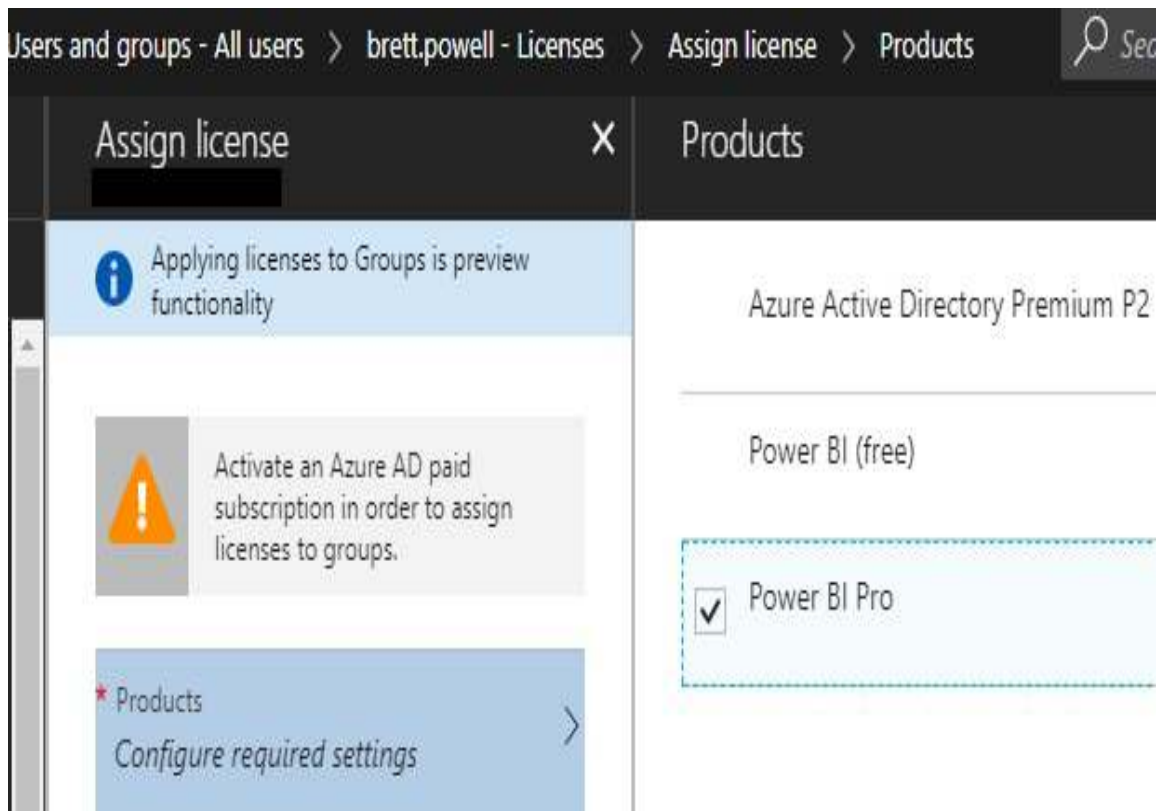 Users and groups - All users > brett.powell - Licenses > Assign license > Products
Assign license X
Products
Applying licenses to Groups is preview
functionality
Activate an Azure AD paid
subscription in order to assign
licenses to groups.
* Products
Configure required settings
Azure Active Directory Premium P2
Power BI (free)
Power BI Pro